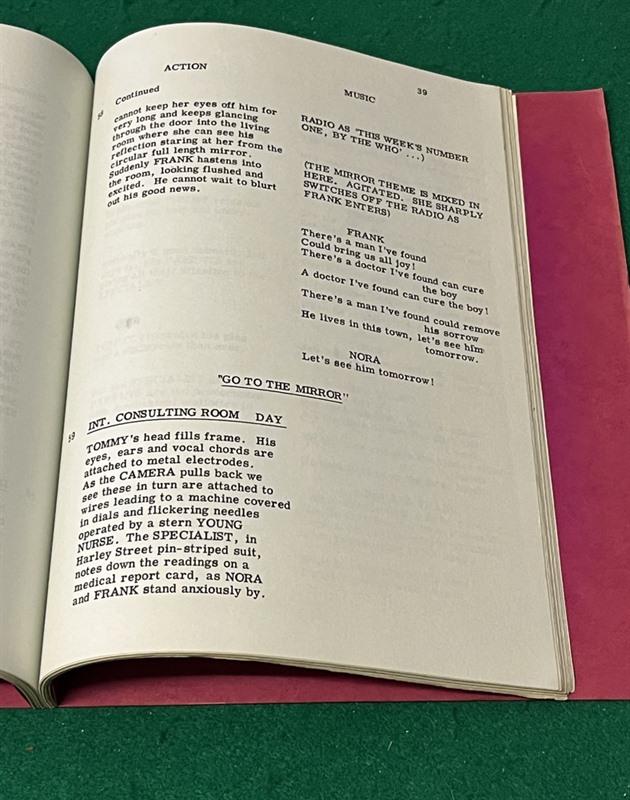 ACTION
MUSIC
39
58 Continued
cannot keep her eyes off him for
very long and keeps glancing
through the door into the living
room where she can see his
reflection staring at her from the
circular full length mirror.
Suddenly FRANK hastens into
the room, looking flushed and
excited. He cannot wait to blurt
out his good news.
RADIO AS 'THIS WEEK'S NUMBER
ONE, BY THE WHO' ...)
(THE MIRROR THEME IS MIXED IN
HERE, AGITATED. SHE SHARPLY
SWITCHES OFF THE RADIO AS
FRANK ENTERS)
FRANK
There's a man I've found
Could bring us all joy!
There's a doctor I've found can cure
the boy
A doctor I've found can cure the boy!
There's a man I've found could remove
his sorrow
He lives in this town, let's see him
tomorrow.
NORA
Let's see him tomorrow!
"GO TO THE MIRROR"
59 INT. CONSULTING ROOM DAY
TOMMY's head fills frame. His
eyes, ears and vocal chords are
attached to metal electrodes.
As the CAMERA pulls back we
see these in turn are attached to
wires leading to a machine covered
in dials and flickering needles
operated by a stern YOUNG
NURSE. The SPECIALIST, in
Harley Street pin-striped suit,
notes down the readings on a
medical report card, as NORA
and FRANK stand anxiously by.